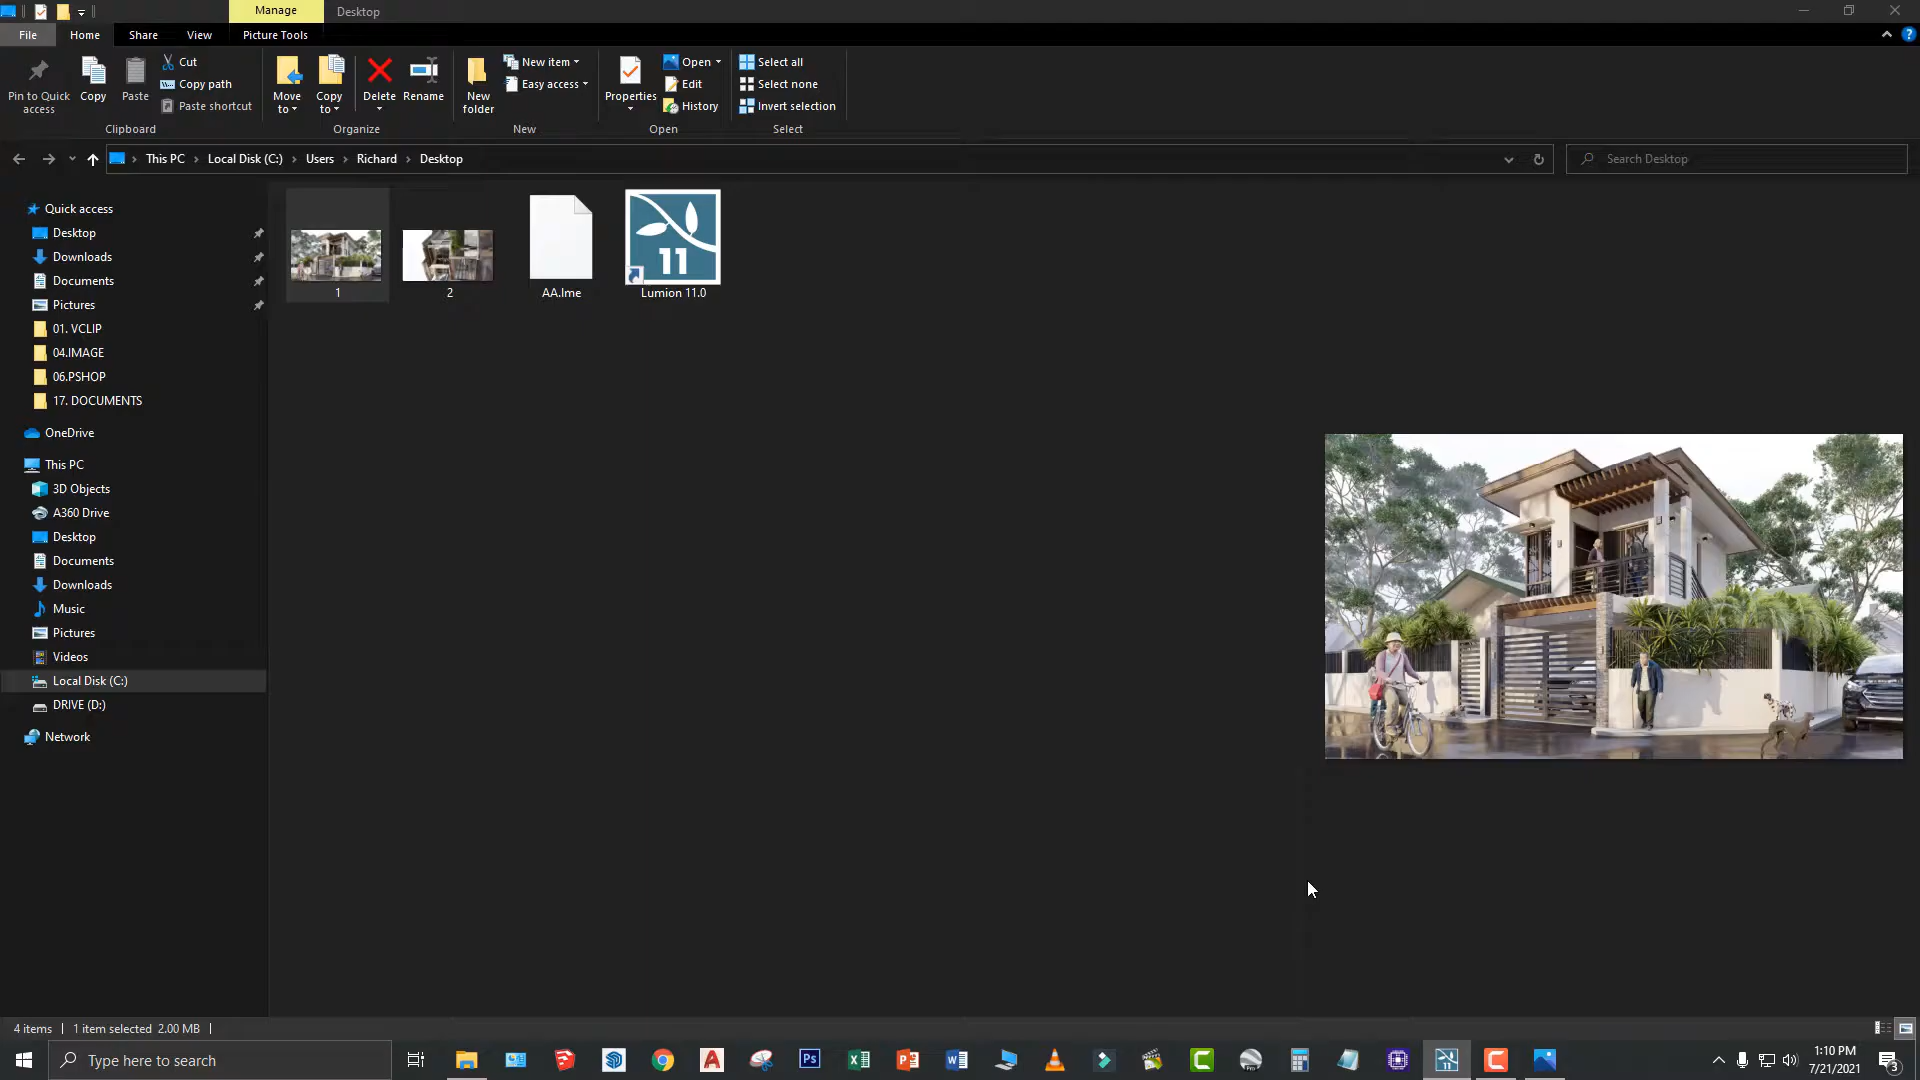 Manage
Desktop
File
Home
Share
View
Picture Tools
Pin to Quick
access
Copy
Paste
Cut
Copy path
Paste shortcut
Clipboard
Move
to
Copy
to
Delete
Rename
Organize
New
folder
New item
Easy access
New
Properties
Open
Edit
History
Open
Select all
Select none
Invert selection
Select
This PC
Local Disk (C:)
Users
Richard
Desktop
Search Desktop
Quick access
Desktop
Downloads
Documents
Pictures
01. VCLIP
04.IMAGE
06.PSHOP
17. DOCUMENTS
OneDrive
This PC
3D Objects
A360 Drive
Desktop
Documents
Downloads
Music
Pictures
Videos
Local Disk (C:)
DRIVE (D:)
Network
1
2
AA.lme
11
Lumion 11.0
4 items
1 item selected 2.00 MB
Type here to search
Ps
1:10 PM
7/21/2021
3